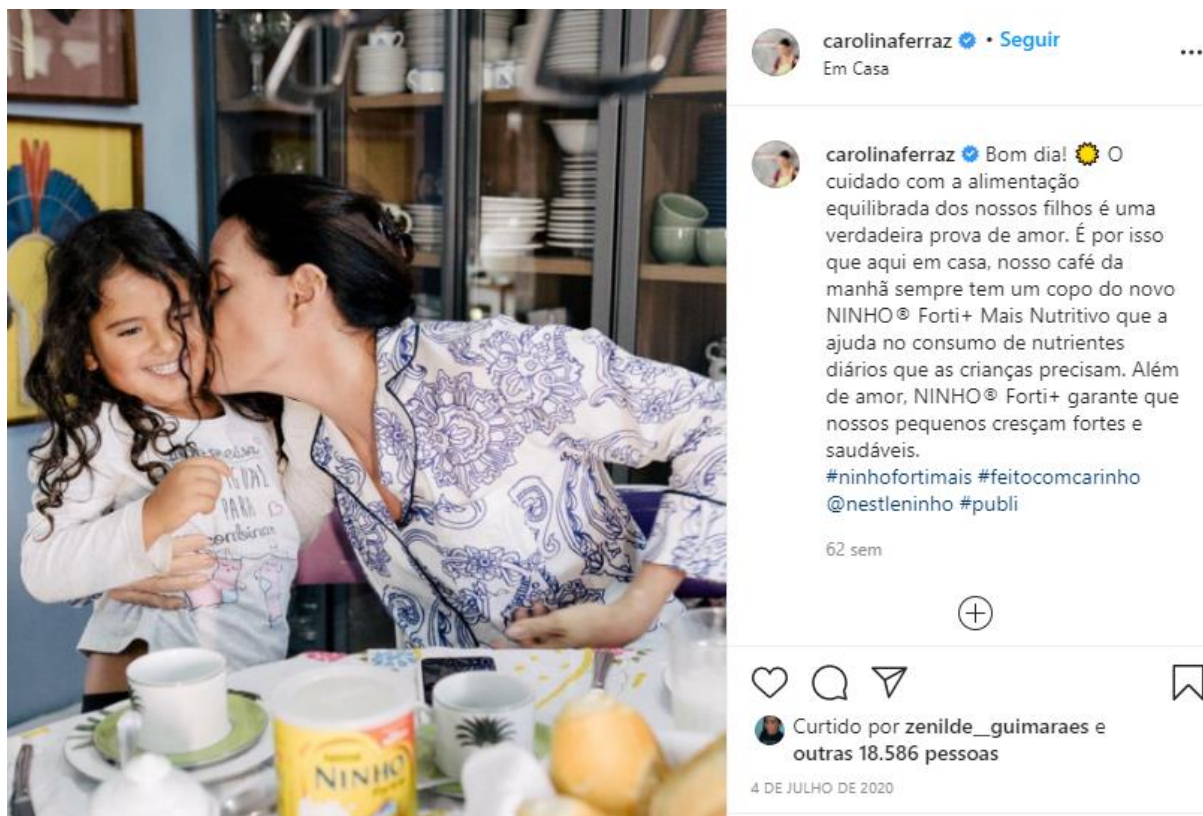 carolinaferraz • Seguir
Em Casa
...
carolinaferraz Bom dia! O
cuidado com a alimentação
equilibrada dos nossos filhos é uma
verdadeira prova de amor. É por isso
que aqui em casa, nosso café da
manhã sempre tem um copo do novo
NINHO® Forti+ Mais Nutritivo que a
ajuda no consumo de nutrientes
diários que as crianças precisam. Além
de amor, NINHO® Forti+ garante que
nossos pequenos cresçam fortes e
saudáveis.
#ninhofortimais #feitocomcarinho
@nestleninho #publi
62 sem
Curtido por zenilde__guimaraes e
outras 18.586 pessoas
4 DE JULHO DE 2020
PARA
combinar
NINHO